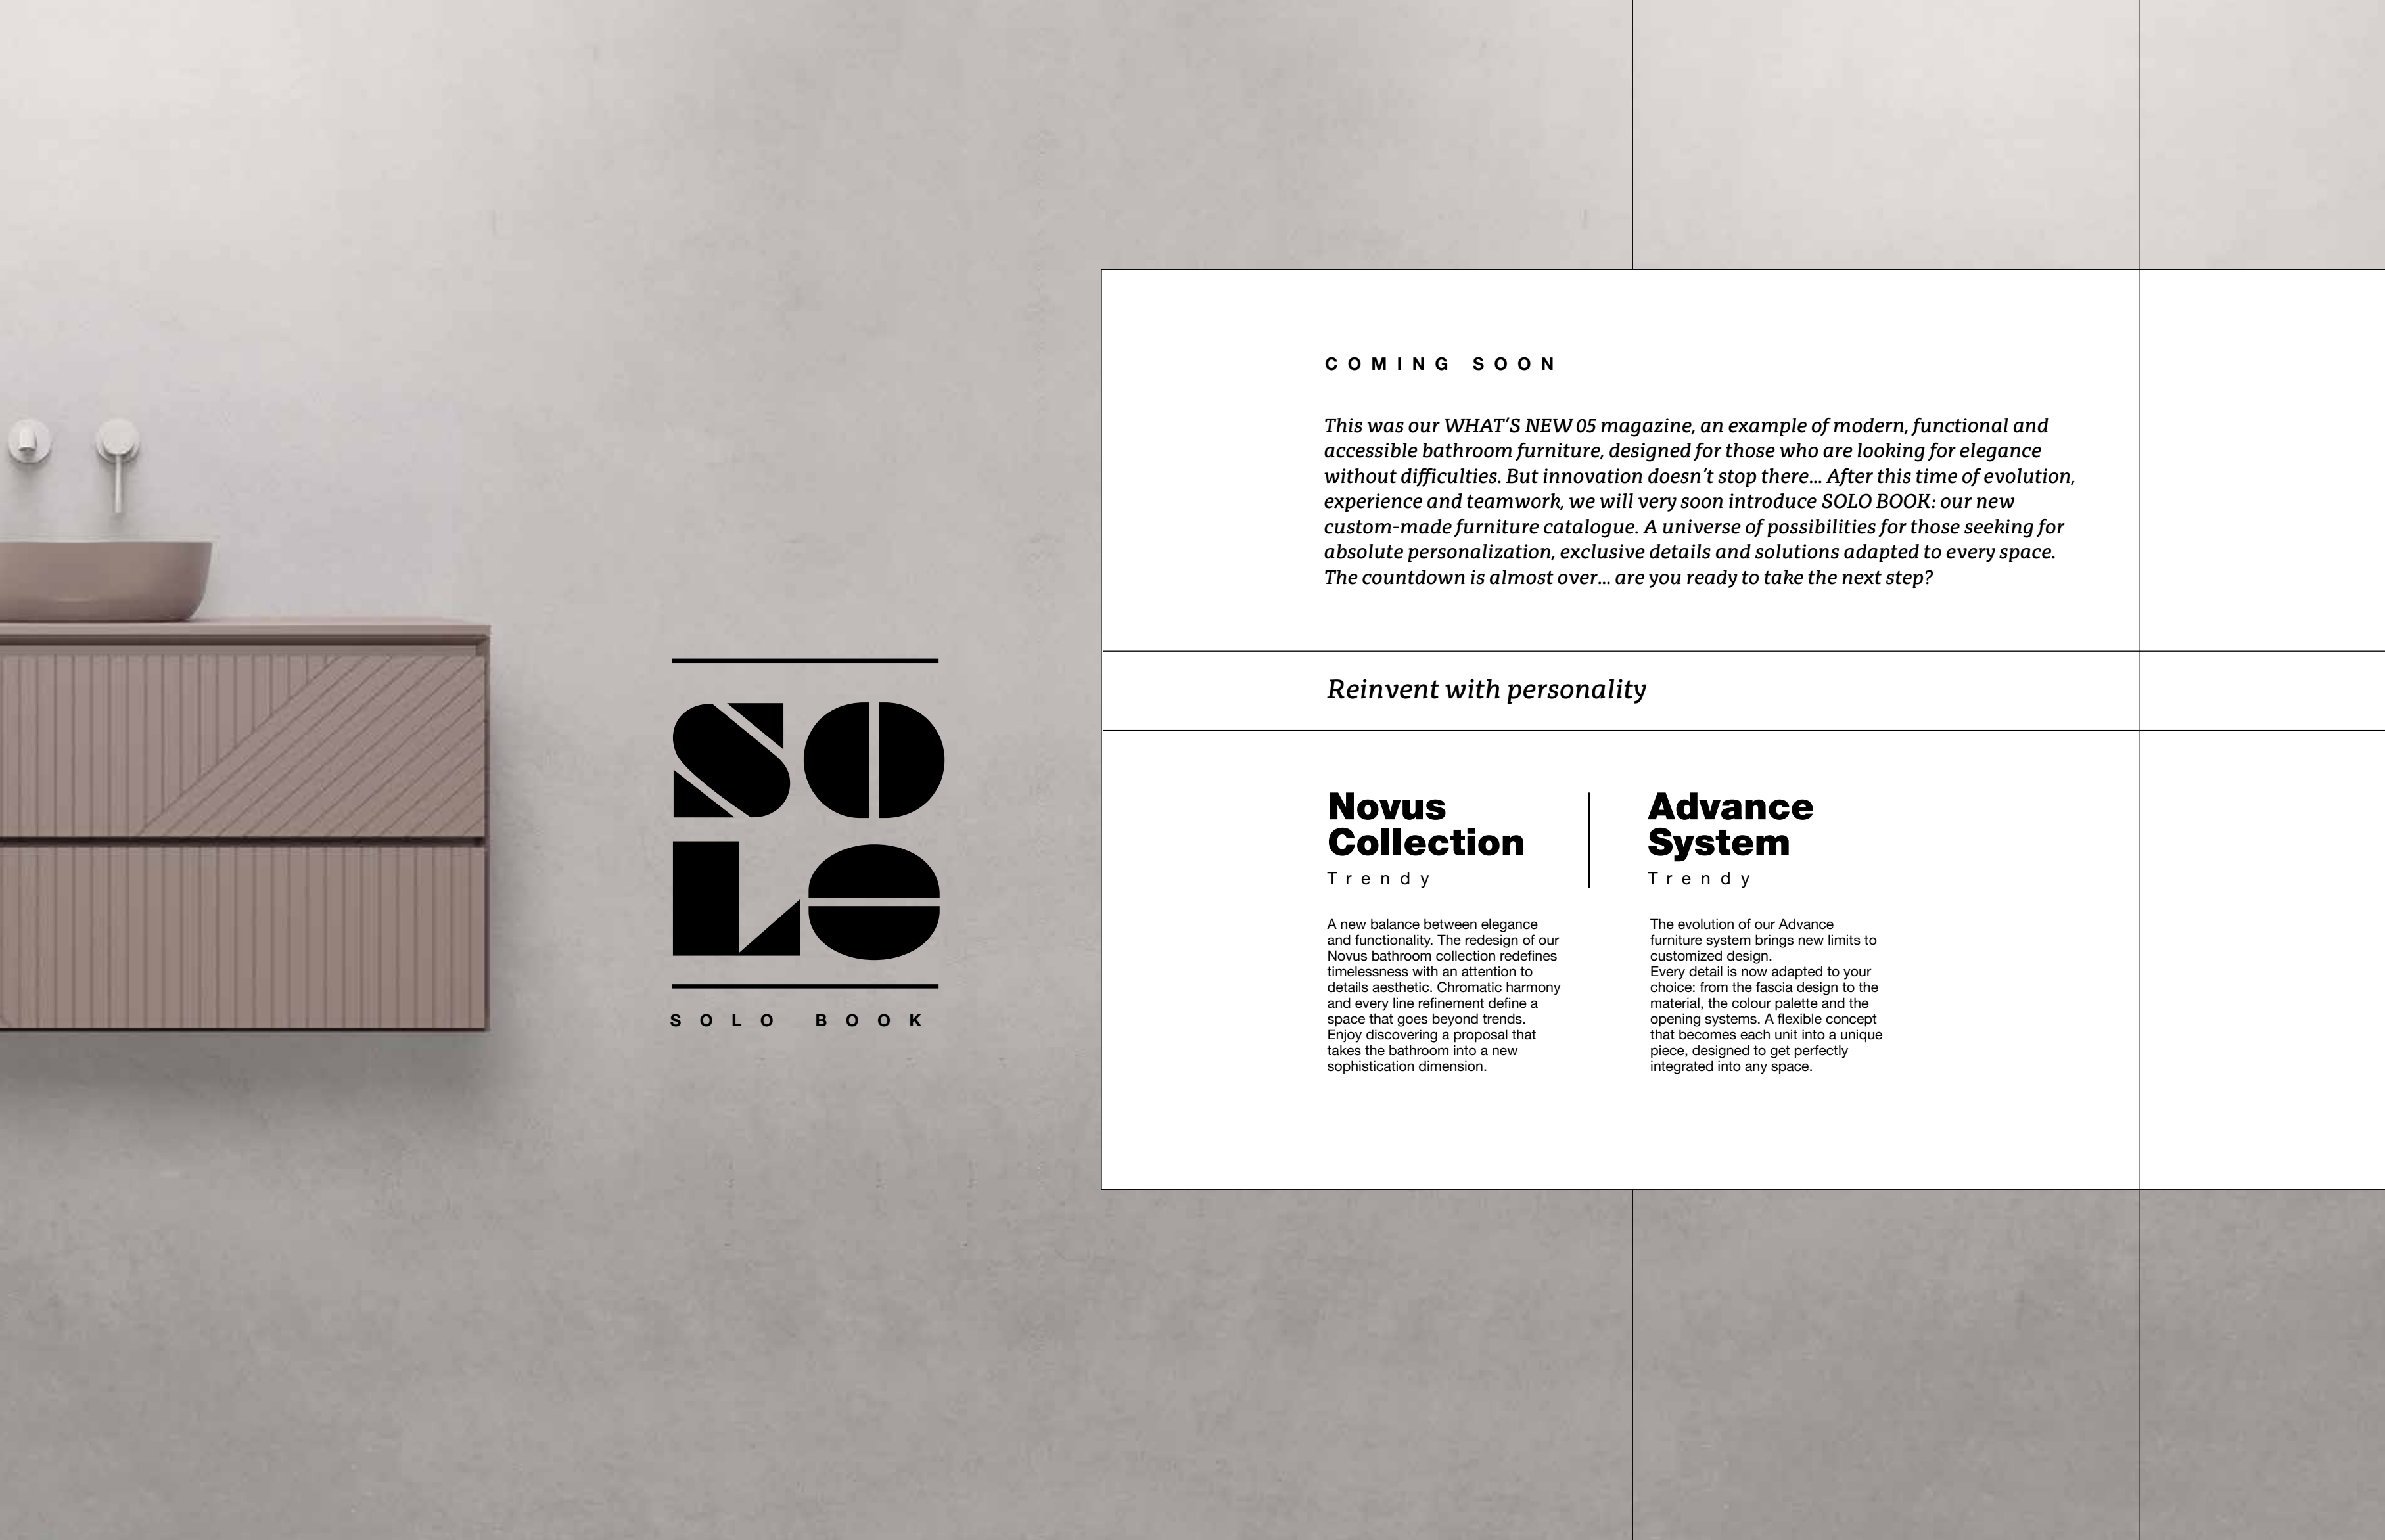 SO
LO
SOLO BOOK
COMING SOON
This was our WHAT'S NEW 05 magazine, an example of modern, functional and
accessible bathroom furniture, designed for those who are looking for elegance
without difficulties. But innovation doesn't stop there... After this time of evolution,
experience and teamwork, we will very soon introduce SOLO BOOK: our new
custom-made furniture catalogue. A universe of possibilities for those seeking for
absolute personalization, exclusive details and solutions adapted to every space.
The countdown is almost over... are you ready to take the next step?
Reinvent with personality
Novus
Collection
Trendy
A new balance between elegance
and functionality. The redesign of our
Novus bathroom collection redefines
timelessness with an attention to
details aesthetic. Chromatic harmony
and every line refinement define a
space that goes beyond trends.
Enjoy discovering a proposal that
takes the bathroom into a new
sophistication dimension.
Advance
System
Trendy
The evolution of our Advance
furniture system brings new limits to
customized design.
Every detail is now adapted to your
choice: from the fascia design to the
material, the colour palette and the
opening systems. A flexible concept
that becomes each unit into a unique
piece, designed to get perfectly
integrated into any space.